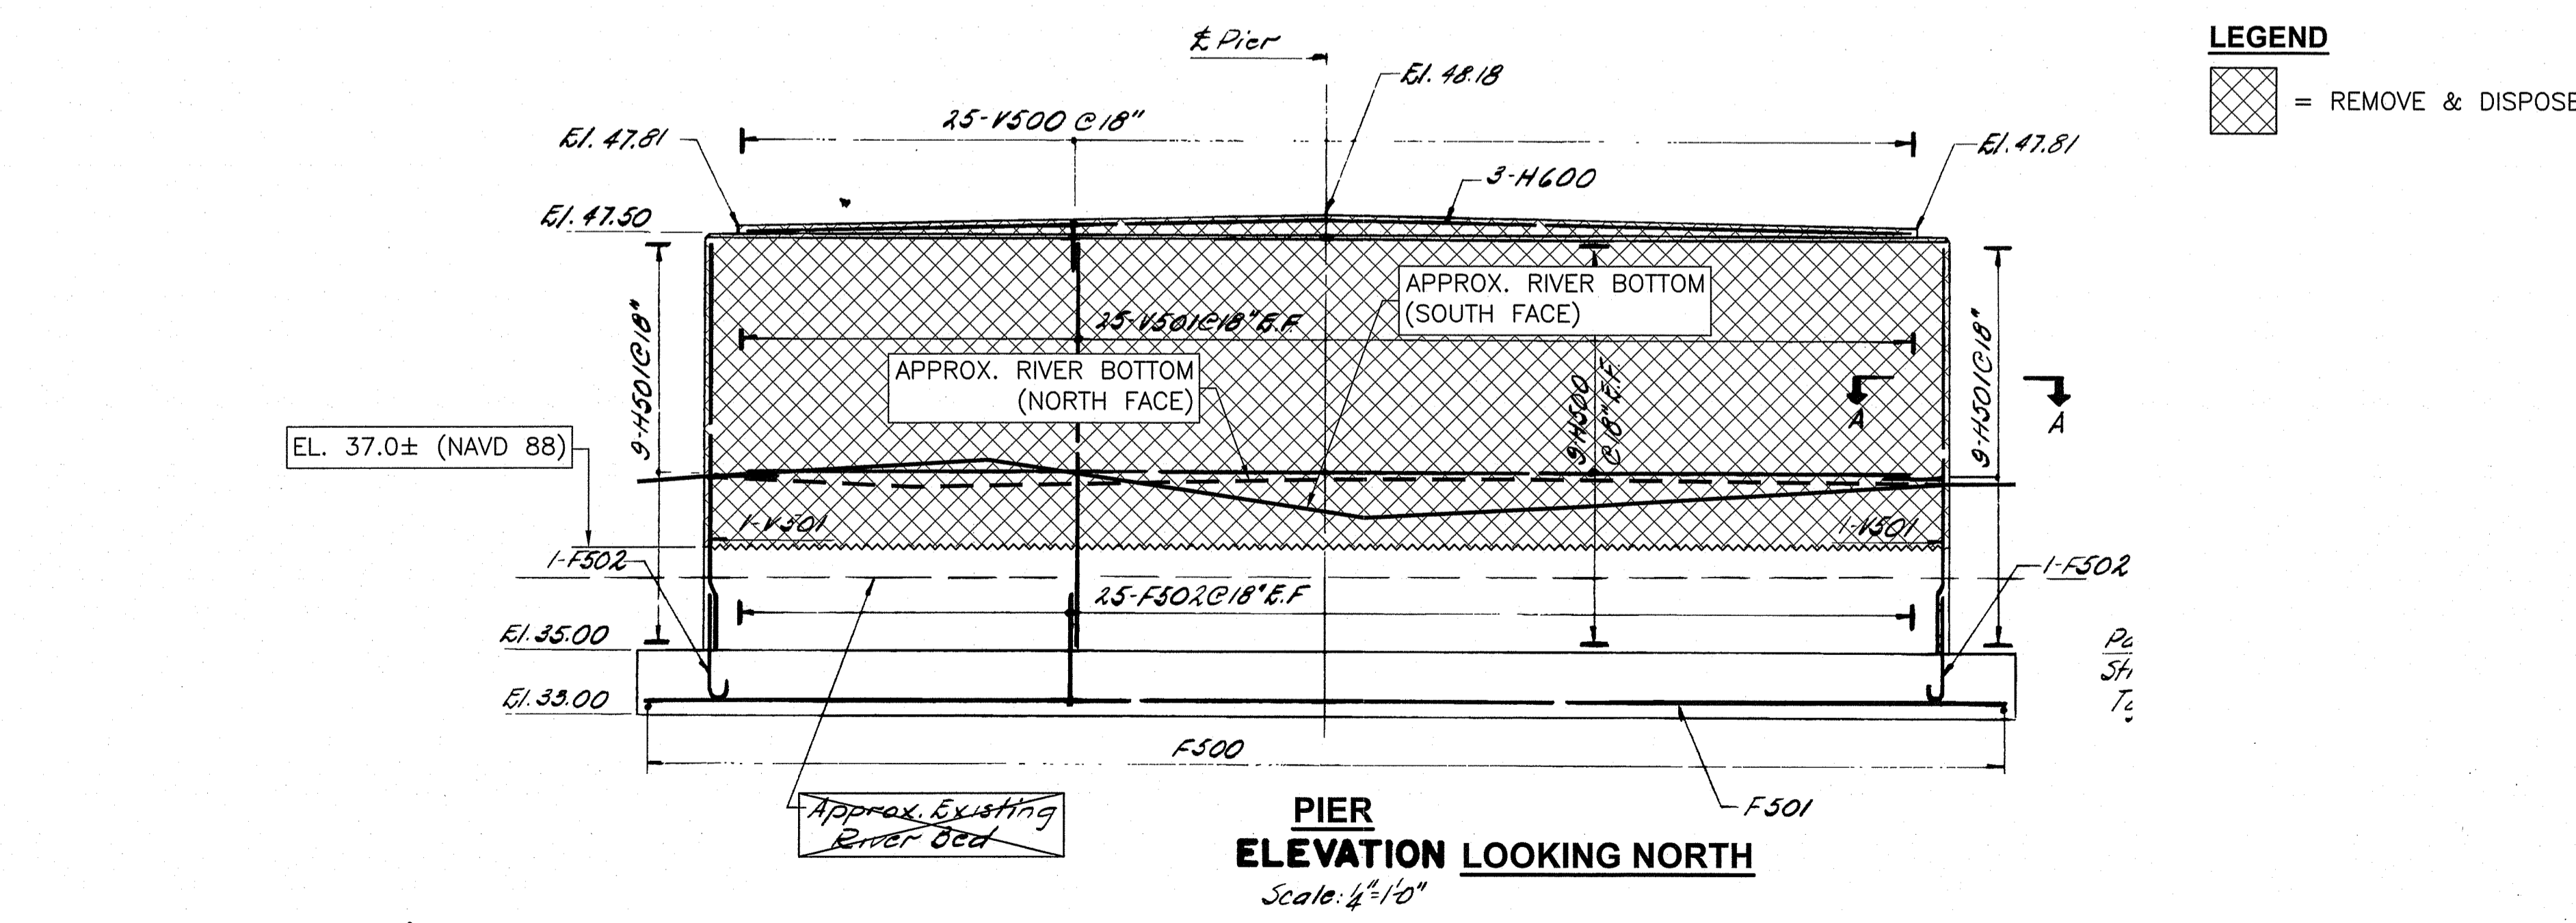 ℄ Pier
El. 48.18
LEGEND
= REMOVE & DISPOSE
25-V500 @ 18"
El. 47.81
El. 47.81
3-H600
El. 47.50
APPROX. RIVER BOTTOM
(SOUTH FACE)
25-V501@18" E.F.
9-H501@18"
9-H501@18"
APPROX. RIVER BOTTOM
(NORTH FACE)
9-H500
@18" E.F.
A
A
EL. 37.0± (NAVD 88)
1-V501
1-V501
1-F502
1-F502
25-F502@18" E.F
El. 35.00
El. 33.00
F500
Approx. Existing
River Bed
F501
PIER
ELEVATION LOOKING NORTH
Scale: 1/4"=1'-0"